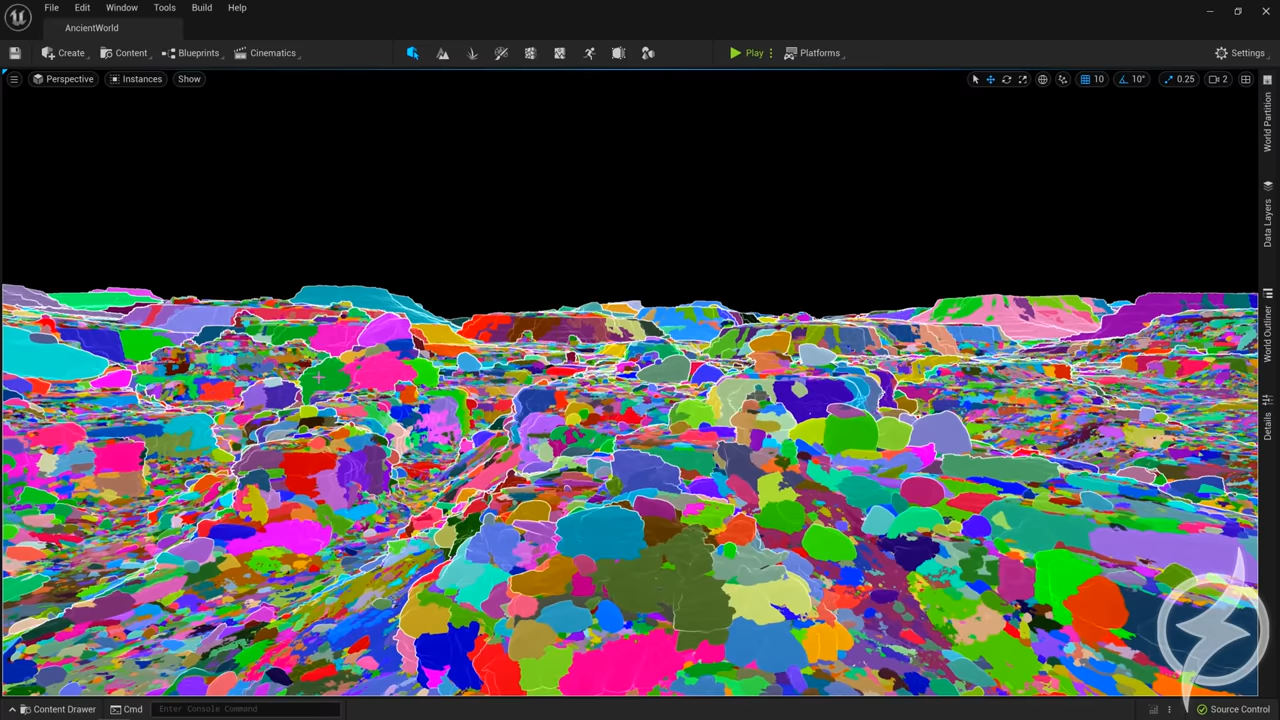 File Edit Window Tools Build Help
AncientWorld
Create Content Blueprints Cinematics Play Platforms Settings
Perspective Instances Show 10 10° 0.25 2
World Partition
Data Layers
World Outliner
Details
Content Drawer Cmd Enter Console Command Source Control